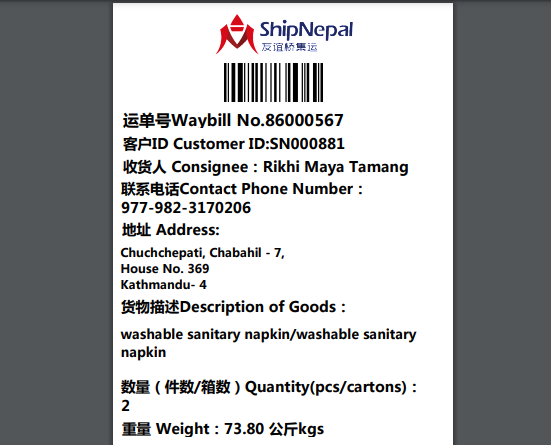 ShipNepal
友谊桥集运
运单号Waybill No.86000567
客户ID Customer ID:SN000881
收货人 Consignee：Rikhi Maya Tamang
联系电话Contact Phone Number：
977-982-3170206
地址 Address:
Chuchchepati, Chabahil - 7,
House No. 369
Kathmandu- 4
货物描述Description of Goods：
washable sanitary napkin/washable sanitary
napkin
数量（件数/箱数）Quantity(pcs/cartons)：
2
重量 Weight：73.80 公斤kgs